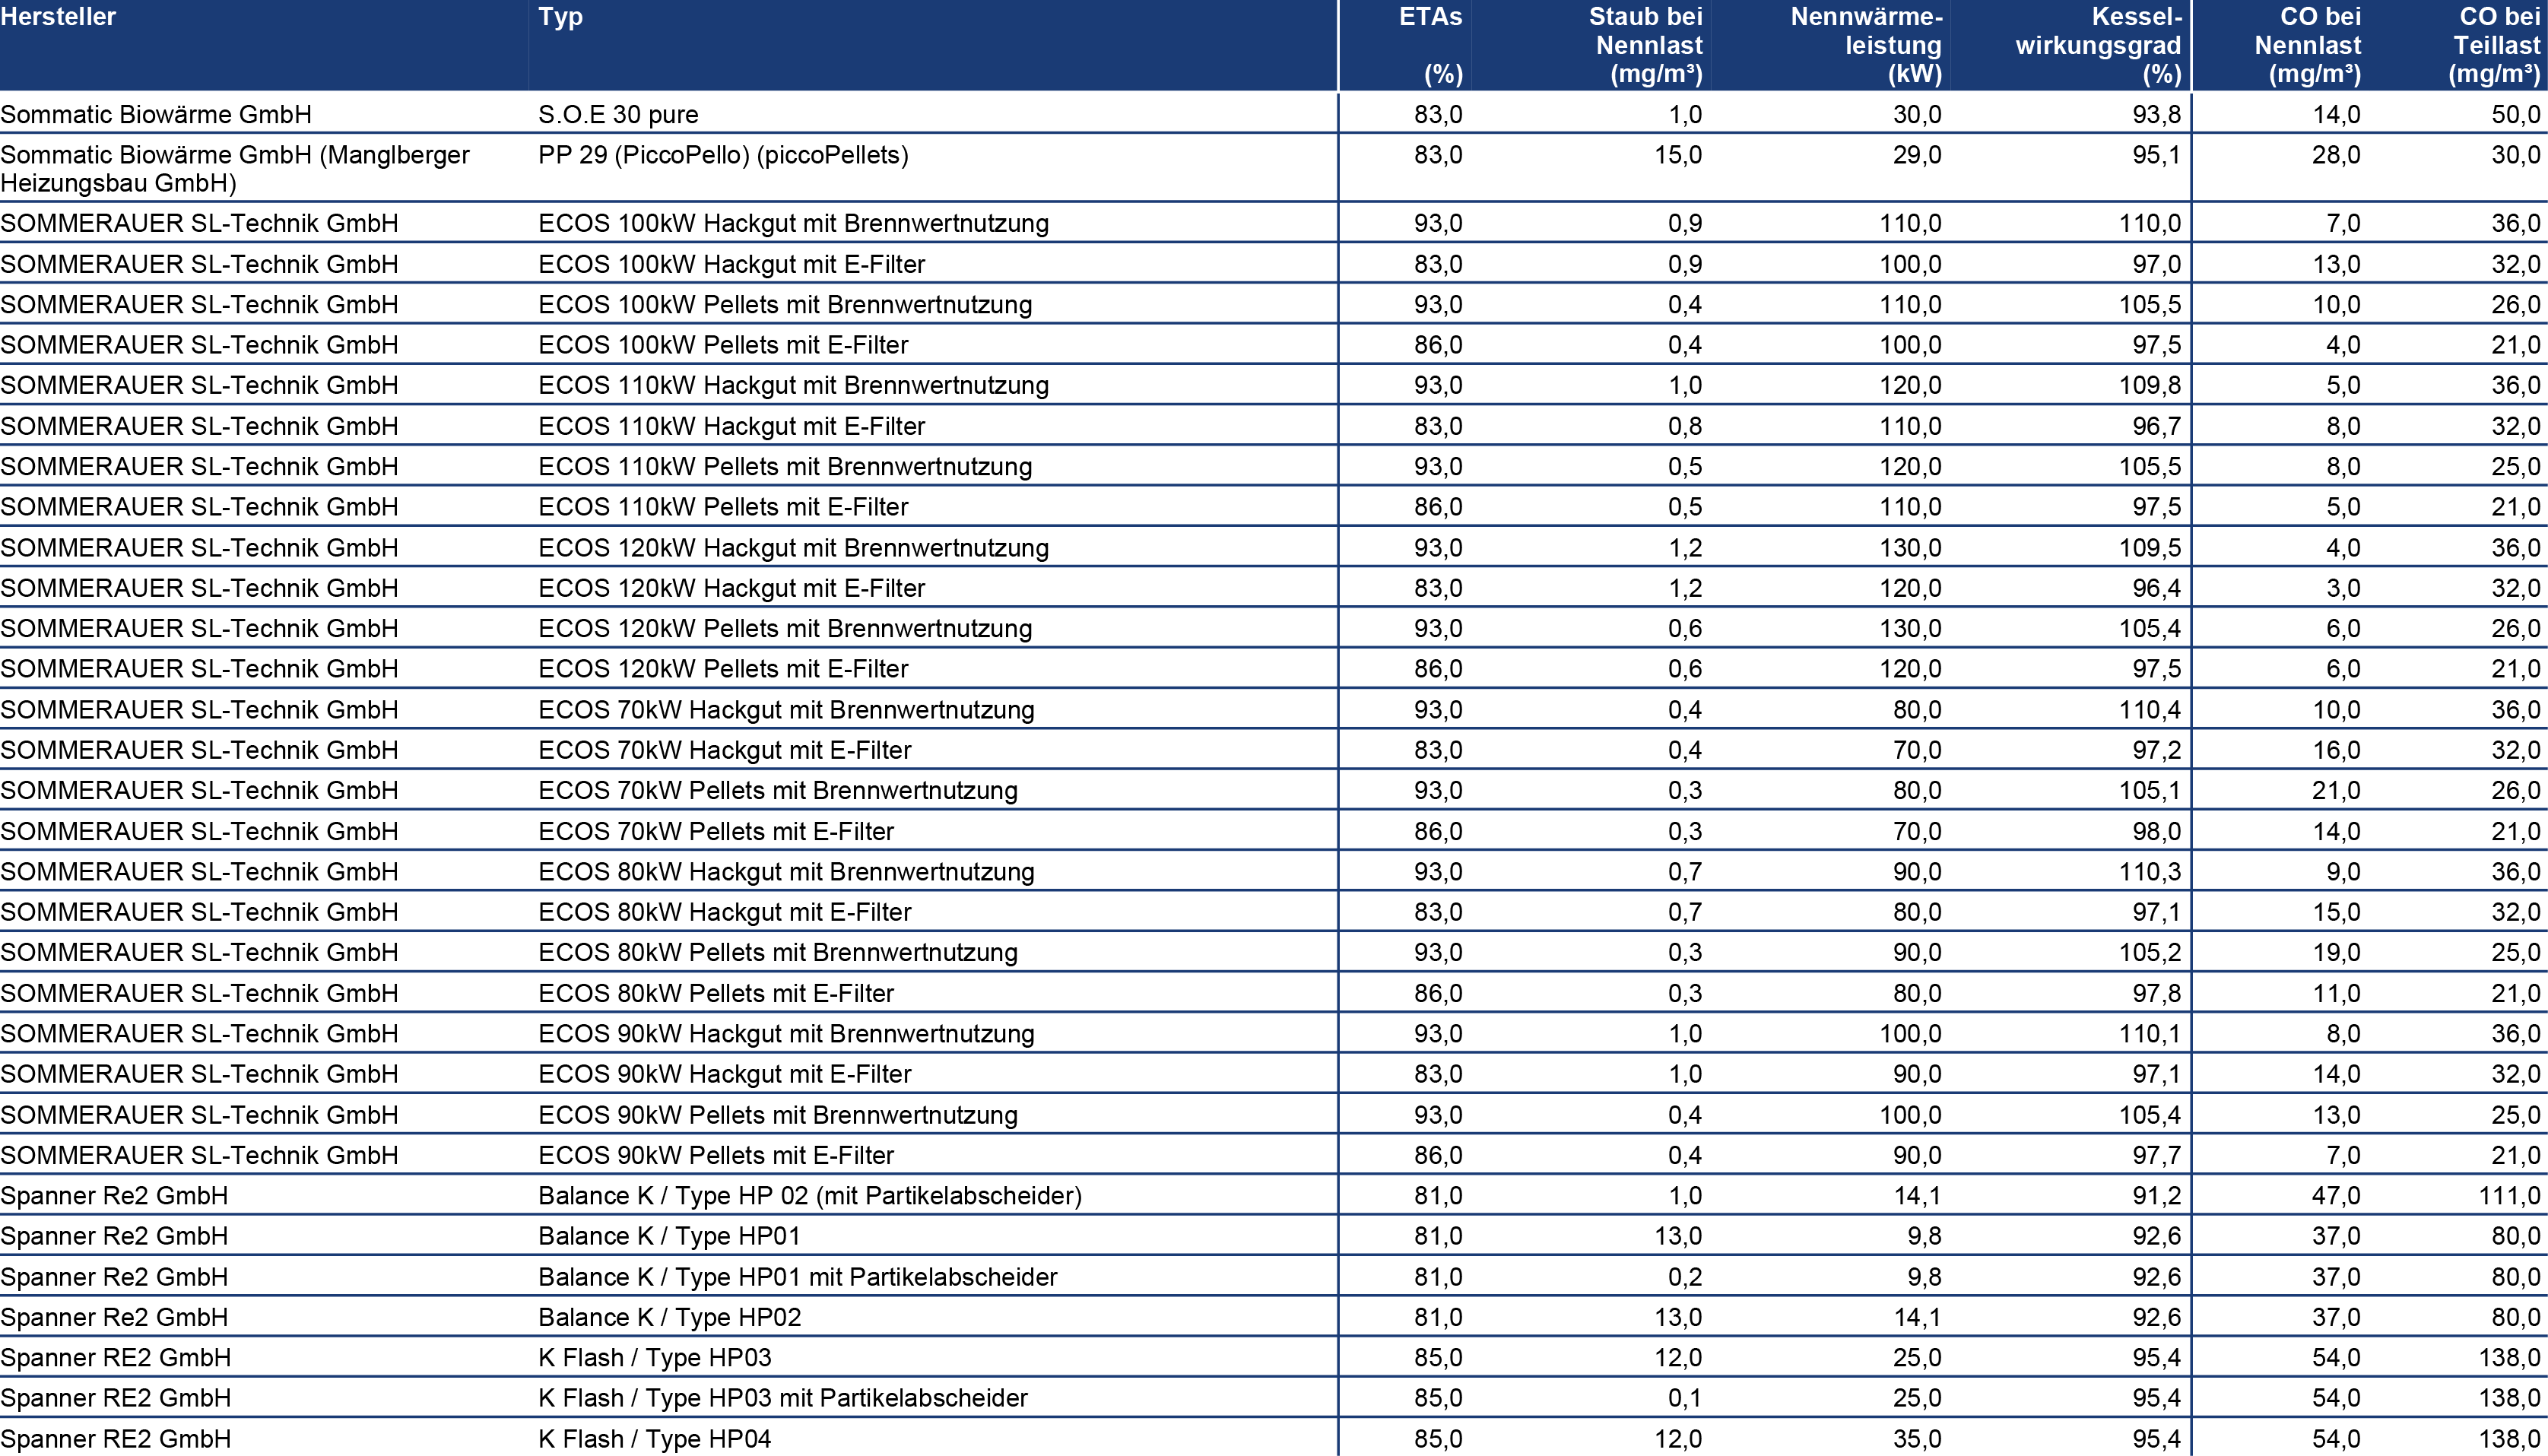 Hersteller Typ ETAs Staub bei Nennwärme- Kessel- CO bei CO bei
Nennlast leistung wirkungsgrad Nennlast Teillast
(%) (mg/m³) (kW) (%) (mg/m³) (mg/m³)
Sommatic Biowärme GmbH S.O.E 30 pure 83,0 1,0 30,0 93,8 14,0 50,0
Sommatic Biowärme GmbH (Manglberger PP 29 (PiccoPello) (piccoPellets) 83,0 15,0 29,0 95,1 28,0 30,0
Heizungsbau GmbH)
SOMMERAUER SL-Technik GmbH ECOS 100kW Hackgut mit Brennwertnutzung 93,0 0,9 110,0 110,0 7,0 36,0
SOMMERAUER SL-Technik GmbH ECOS 100kW Hackgut mit E-Filter 83,0 0,9 100,0 97,0 13,0 32,0
SOMMERAUER SL-Technik GmbH ECOS 100kW Pellets mit Brennwertnutzung 93,0 0,4 110,0 105,5 10,0 26,0
SOMMERAUER SL-Technik GmbH ECOS 100kW Pellets mit E-Filter 86,0 0,4 100,0 97,5 4,0 21,0
SOMMERAUER SL-Technik GmbH ECOS 110kW Hackgut mit Brennwertnutzung 93,0 1,0 120,0 109,8 5,0 36,0
SOMMERAUER SL-Technik GmbH ECOS 110kW Hackgut mit E-Filter 83,0 0,8 110,0 96,7 8,0 32,0
SOMMERAUER SL-Technik GmbH ECOS 110kW Pellets mit Brennwertnutzung 93,0 0,5 120,0 105,5 8,0 25,0
SOMMERAUER SL-Technik GmbH ECOS 110kW Pellets mit E-Filter 86,0 0,5 110,0 97,5 5,0 21,0
SOMMERAUER SL-Technik GmbH ECOS 120kW Hackgut mit Brennwertnutzung 93,0 1,2 130,0 109,5 4,0 36,0
SOMMERAUER SL-Technik GmbH ECOS 120kW Hackgut mit E-Filter 83,0 1,2 120,0 96,4 3,0 32,0
SOMMERAUER SL-Technik GmbH ECOS 120kW Pellets mit Brennwertnutzung 93,0 0,6 130,0 105,4 6,0 26,0
SOMMERAUER SL-Technik GmbH ECOS 120kW Pellets mit E-Filter 86,0 0,6 120,0 97,5 6,0 21,0
SOMMERAUER SL-Technik GmbH ECOS 70kW Hackgut mit Brennwertnutzung 93,0 0,4 80,0 110,4 10,0 36,0
SOMMERAUER SL-Technik GmbH ECOS 70kW Hackgut mit E-Filter 83,0 0,4 70,0 97,2 16,0 32,0
SOMMERAUER SL-Technik GmbH ECOS 70kW Pellets mit Brennwertnutzung 93,0 0,3 80,0 105,1 21,0 26,0
SOMMERAUER SL-Technik GmbH ECOS 70kW Pellets mit E-Filter 86,0 0,3 70,0 98,0 14,0 21,0
SOMMERAUER SL-Technik GmbH ECOS 80kW Hackgut mit Brennwertnutzung 93,0 0,7 90,0 110,3 9,0 36,0
SOMMERAUER SL-Technik GmbH ECOS 80kW Hackgut mit E-Filter 83,0 0,7 80,0 97,1 15,0 32,0
SOMMERAUER SL-Technik GmbH ECOS 80kW Pellets mit Brennwertnutzung 93,0 0,3 90,0 105,2 19,0 25,0
SOMMERAUER SL-Technik GmbH ECOS 80kW Pellets mit E-Filter 86,0 0,3 80,0 97,8 11,0 21,0
SOMMERAUER SL-Technik GmbH ECOS 90kW Hackgut mit Brennwertnutzung 93,0 1,0 100,0 110,1 8,0 36,0
SOMMERAUER SL-Technik GmbH ECOS 90kW Hackgut mit E-Filter 83,0 1,0 90,0 97,1 14,0 32,0
SOMMERAUER SL-Technik GmbH ECOS 90kW Pellets mit Brennwertnutzung 93,0 0,4 100,0 105,4 13,0 25,0
SOMMERAUER SL-Technik GmbH ECOS 90kW Pellets mit E-Filter 86,0 0,4 90,0 97,7 7,0 21,0
Spanner Re2 GmbH Balance K / Type HP 02 (mit Partikelabscheider) 81,0 1,0 14,1 91,2 47,0 111,0
Spanner Re2 GmbH Balance K / Type HP01 81,0 13,0 9,8 92,6 37,0 80,0
Spanner Re2 GmbH Balance K / Type HP01 mit Partikelabscheider 81,0 0,2 9,8 92,6 37,0 80,0
Spanner Re2 GmbH Balance K / Type HP02 81,0 13,0 14,1 92,6 37,0 80,0
Spanner RE2 GmbH K Flash / Type HP03 85,0 12,0 25,0 95,4 54,0 138,0
Spanner RE2 GmbH K Flash / Type HP03 mit Partikelabscheider 85,0 0,1 25,0 95,4 54,0 138,0
Spanner RE2 GmbH K Flash / Type HP04 85,0 12,0 35,0 95,4 54,0 138,0